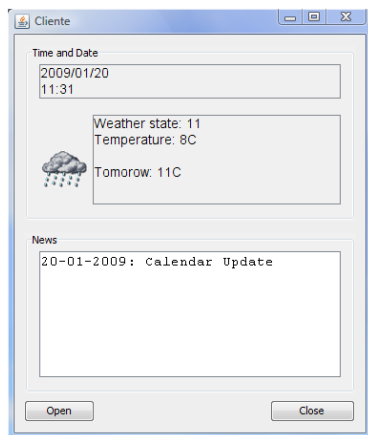 Cliente
Time and Date
2009/01/20
11:31
Weather state: 11
Temperature: 8C
Tomorow: 11C
News
20-01-2009: Calendar Update
Open
Close